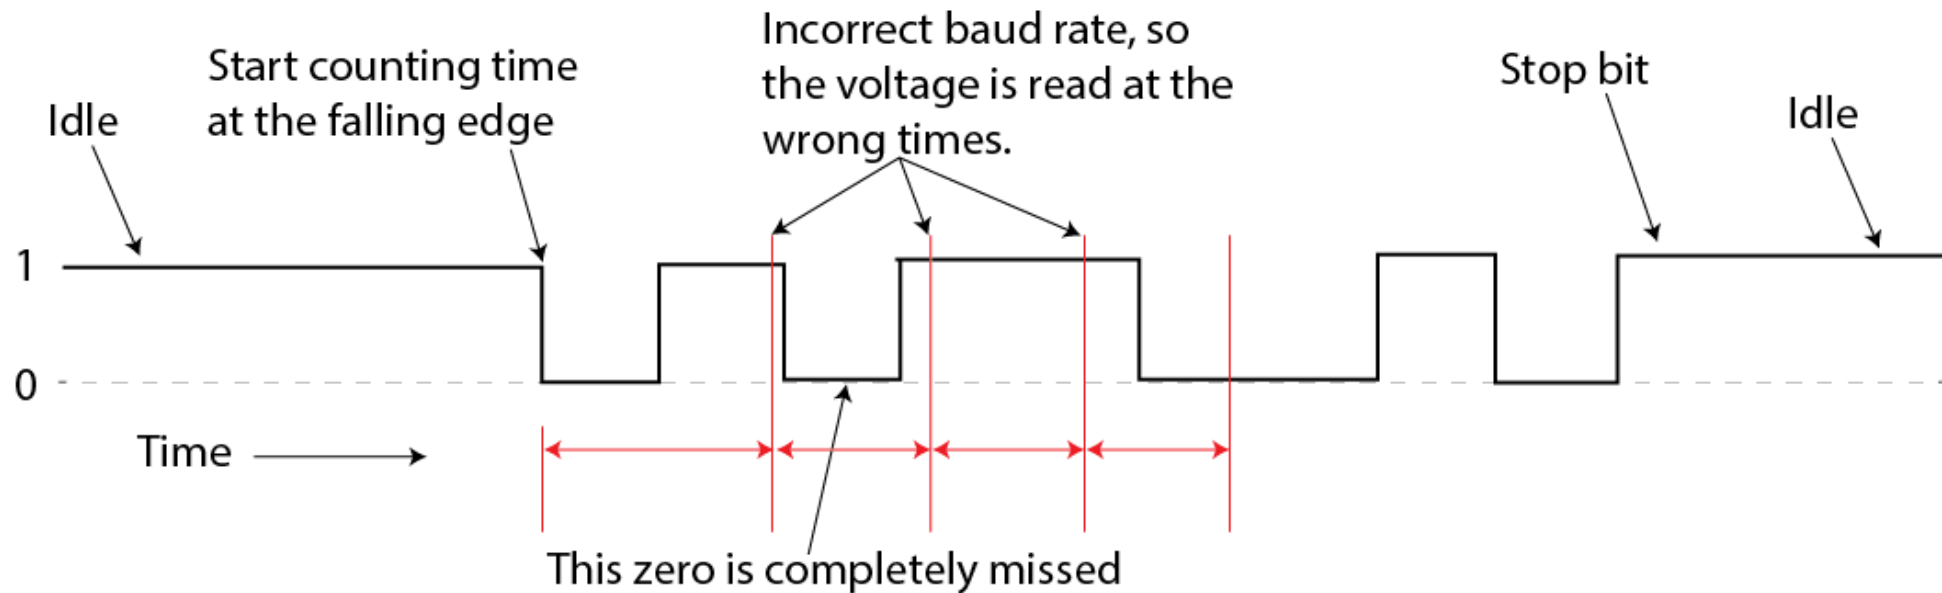 Idle
Start counting time
at the falling edge
Incorrect baud rate, so
the voltage is read at the
wrong times.
Stop bit
Idle
1
0
Time
This zero is completely missed